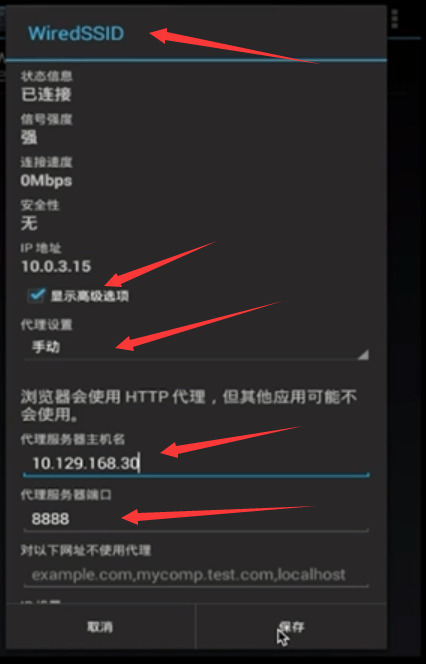 WiredSSID
状态信息
已连接
信号强度
强
连接速度
0Mbps
安全性
无
IP 地址
10.0.3.15
显示高级选项
代理设置
手动
浏览器会使用 HTTP 代理，但其他应用可能不
会使用。
代理服务器主机名
10.129.168.30
代理服务器端口
8888
对以下网址不使用代理
example.com,mycomp.test.com,localhost
取消
保存